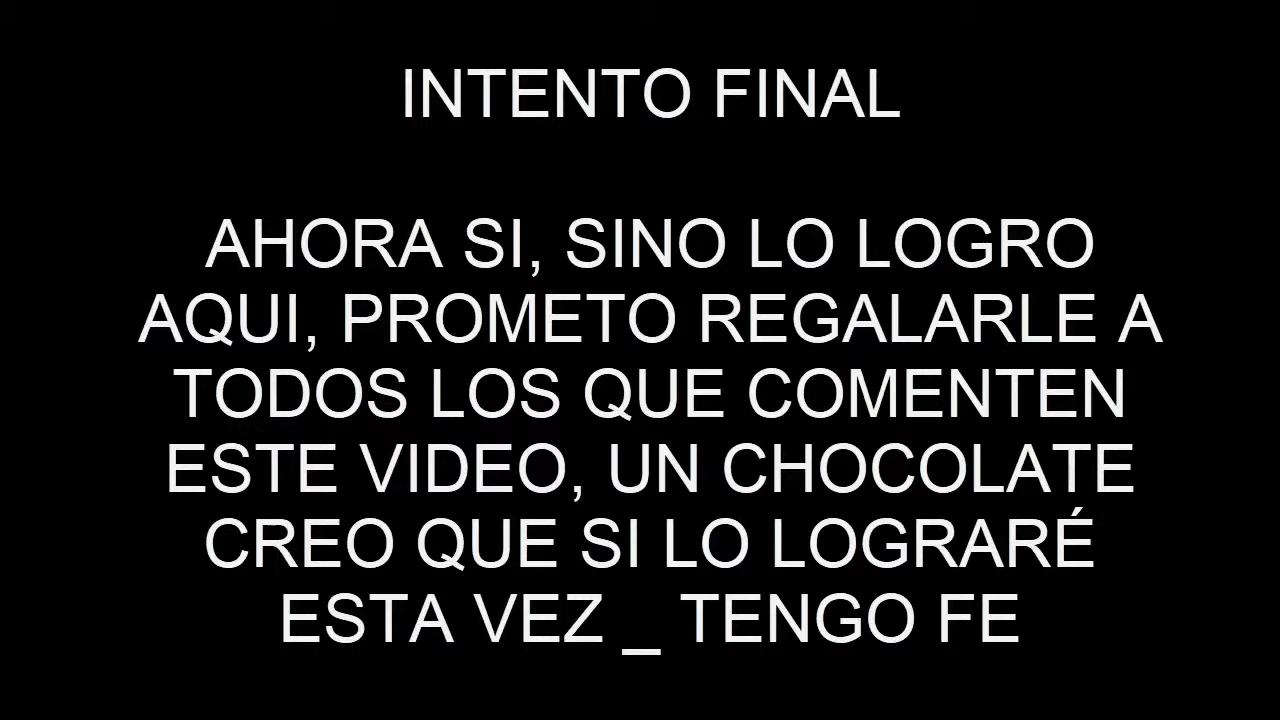 INTENTO FINAL
AHORA SI, SINO LO LOGRO
AQUI, PROMETO REGALARLE A
TODOS LOS QUE COMENTEN
ESTE VIDEO, UN CHOCOLATE
CREO QUE SI LO LOGRARÉ
ESTA VEZ _ TENGO FE